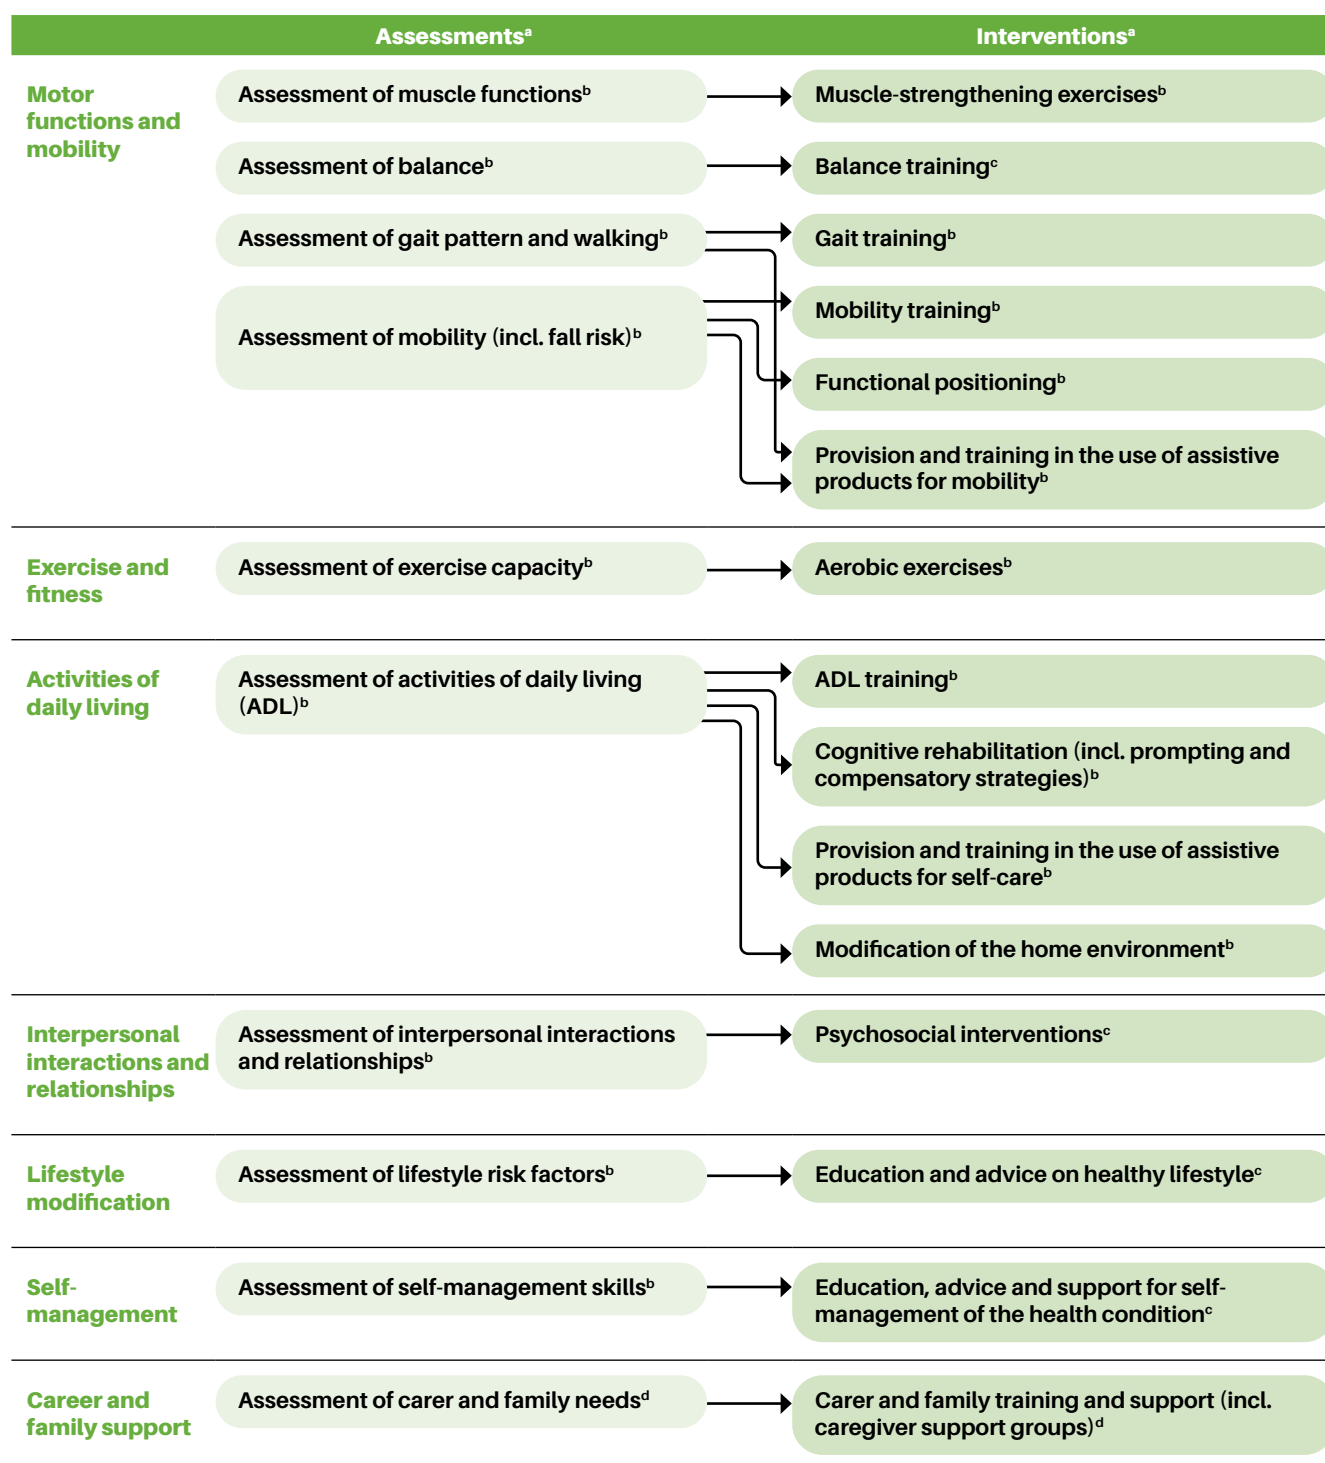 Assessmentsᵃ Interventionsᵃ
Motor
functions and
mobility
Assessment of muscle functionsᵇ
Muscle-strengthening exercisesᵇ
Assessment of balanceᵇ
Balance trainingᶜ
Assessment of gait pattern and walkingᵇ
Gait trainingᵇ
Assessment of mobility (incl. fall risk)ᵇ
Mobility trainingᵇ
Functional positioningᵇ
Provision and training in the use of assistive
products for mobilityᵇ
Exercise and
fitness
Assessment of exercise capacityᵇ
Aerobic exercisesᵇ
Activities of
daily living
Assessment of activities of daily living
(ADL)ᵇ
ADL trainingᵇ
Cognitive rehabilitation (incl. prompting and
compensatory strategies)ᵇ
Provision and training in the use of assistive
products for self-careᵇ
Modification of the home environmentᵇ
Interpersonal
interactions and
relationships
Assessment of interpersonal interactions
and relationshipsᵇ
Psychosocial interventionsᶜ
Lifestyle
modification
Assessment of lifestyle risk factorsᵇ
Education and advice on healthy lifestyleᶜ
Self-
management
Assessment of self-management skillsᵇ
Education, advice and support for self-
management of the health conditionᶜ
Career and
family support
Assessment of carer and family needsᵈ
Carer and family training and support (incl.
caregiver support groups)ᵈ